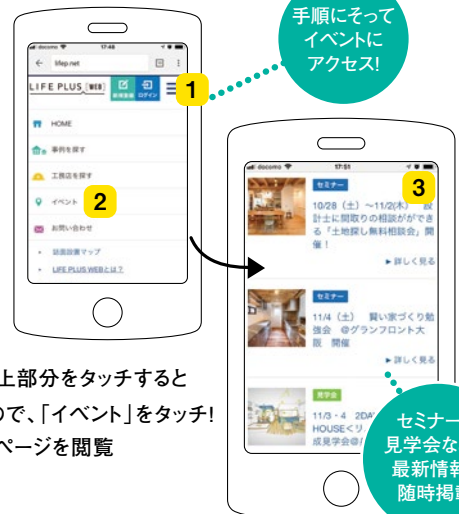 手順にそって
イベントに
アクセス!
docomo 17:48
lifep.net
LIFE PLUS [WEB] 新規登録 ログイン
1
HOME
事例を探す
工務店を探す
イベント
2
お問い合わせ
誌面設置マップ
LIFE PLUS WEBとは?
docomo 17:51
3
セミナー
10/28(土)~11/2(木) 設
計士に間取りの相談ができ
る「土地探し無料相談会」開
催!
▶詳しく見る
セミナー
11/4(土) 賢い家づくり勉
強会 @グランフロント大
阪 開催
▶詳しく見る
見学会
11/3・4 2DAY
HOUSE<リ
成見学会@
上部分をタッチすると
ので、「イベント」をタッチ!
ページを閲覧
セミナー
見学会な
最新情報
随時掲載